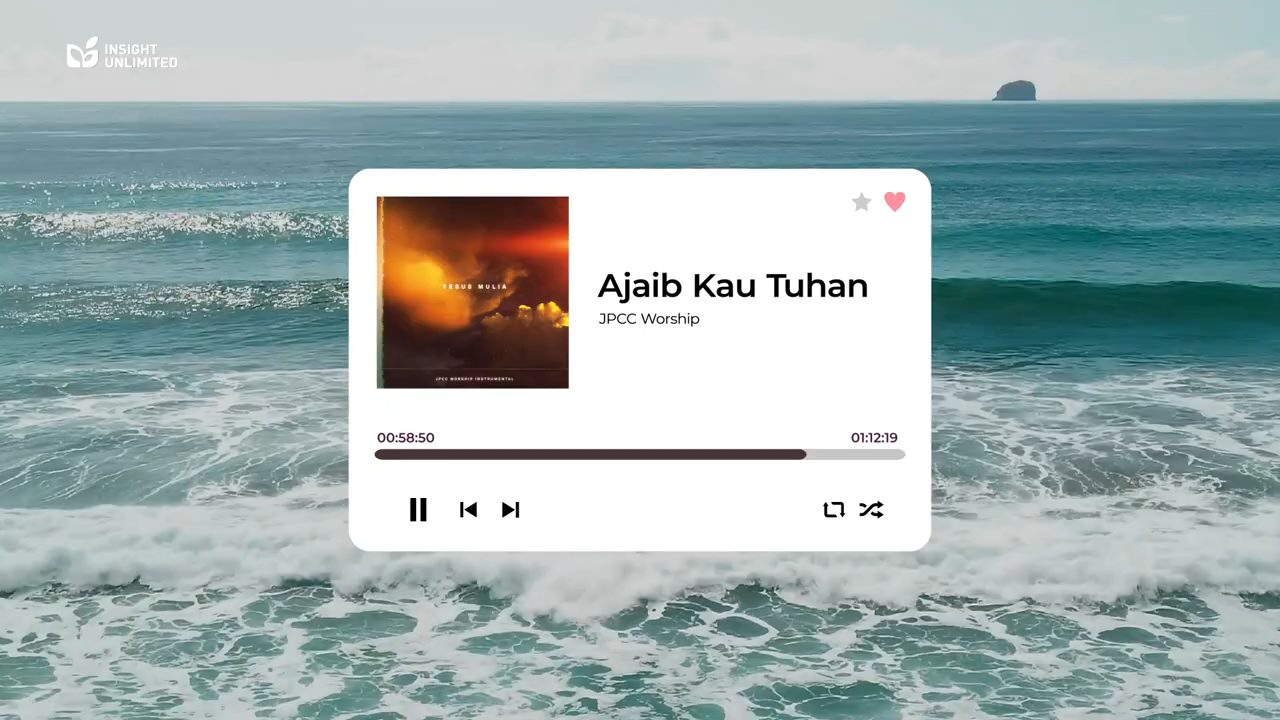 INSIGHT
UNLIMITED
YESUS MULIA
JPCC WORSHIP INSTRUMENTAL
Ajaib Kau Tuhan
JPCC Worship
00:58:50
01:12:19